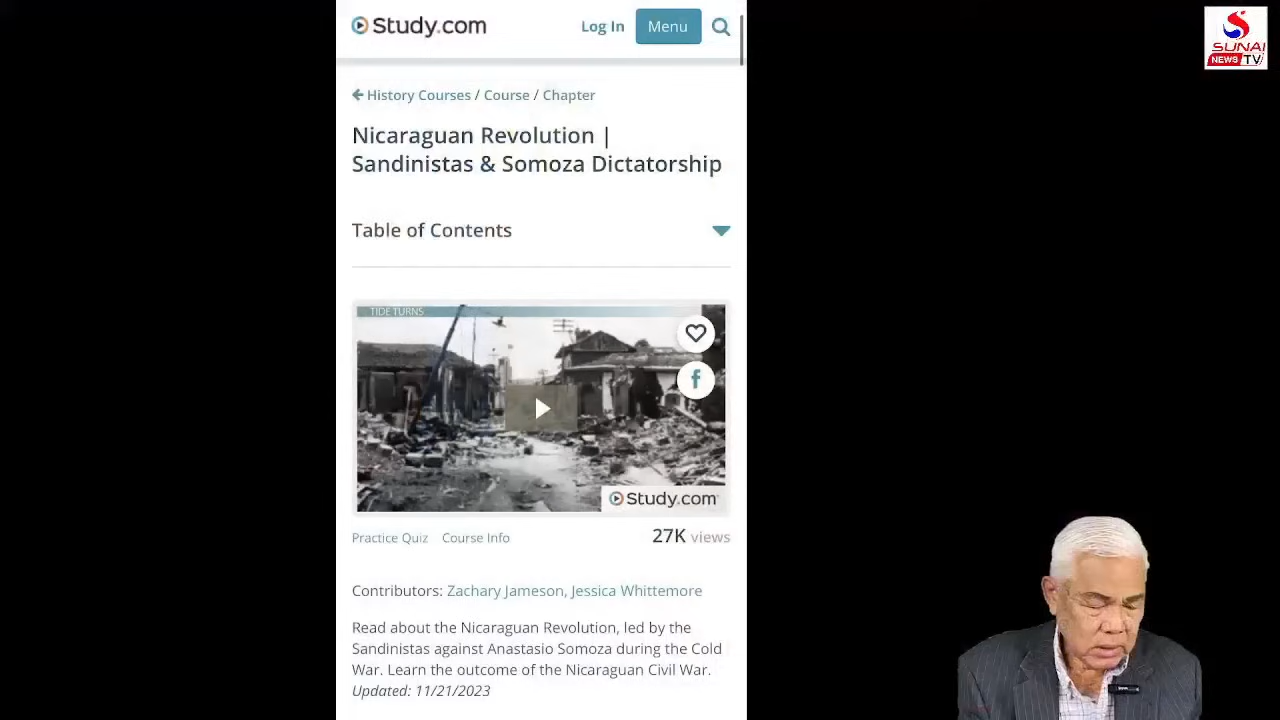 Study.com
Log In
Menu
SUNAI
NEWS TV
History Courses / Course / Chapter
Nicaraguan Revolution |
Sandinistas & Somoza Dictatorship
Table of Contents
TIDE TURNS
f
Study.com
Practice Quiz Course Info
27K views
Contributors: Zachary Jameson, Jessica Whittemore
Read about the Nicaraguan Revolution, led by the
Sandinistas against Anastasio Somoza during the Cold
War. Learn the outcome of the Nicaraguan Civil War.
Updated: 11/21/2023